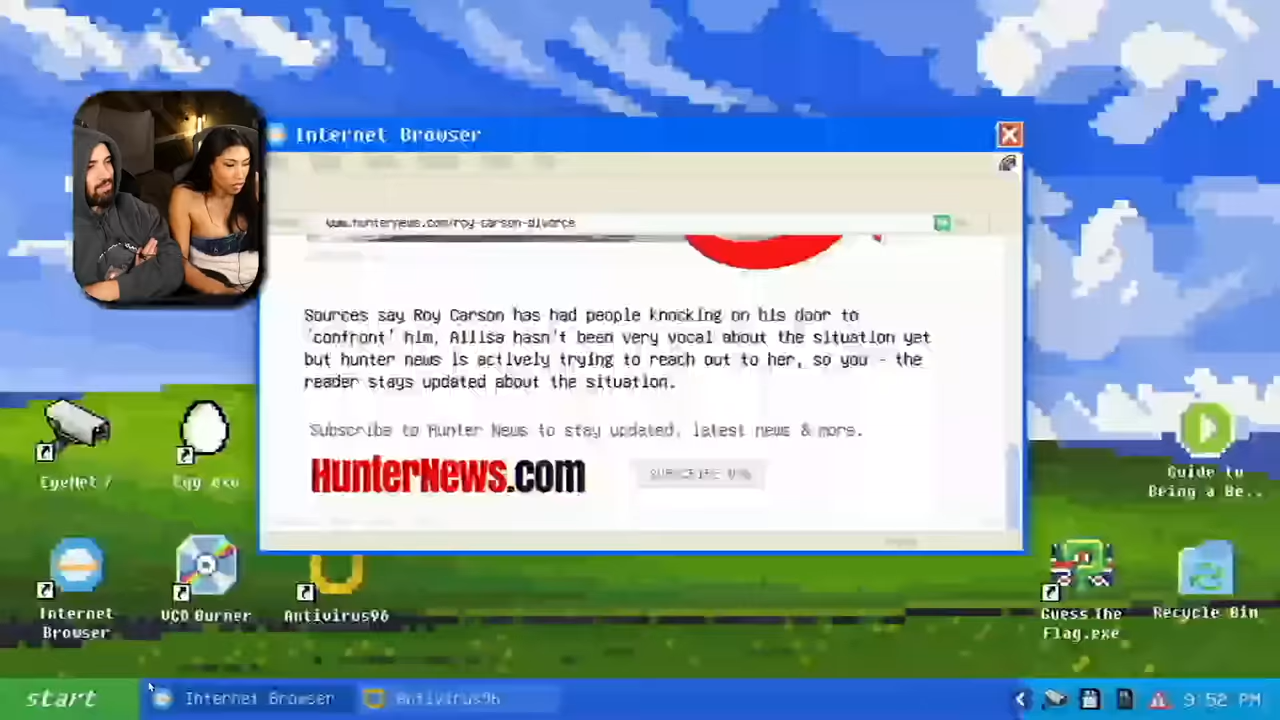 Internet Browser
www.hunternews.com/roy-carson-divorce
Sources say Roy Carson has had people knocking on his door to
'confront' him, Allisa hasn't been very vocal about the situation yet
but hunter news is actively trying to reach out to her, so you - the
reader stays updated about the situation.
Subscribe to Hunter News to stay updated, latest news & more.
HunterNews.com
SUBSCRIBE NOW
EyeNet
Egg.exe
Guide to
Being a Be..
Internet
Browser
VCD Burner
Antivirus96
Guess The
Flag.exe
Recycle Bin
start
Internet Browser
Antivirus96
9:52 PM